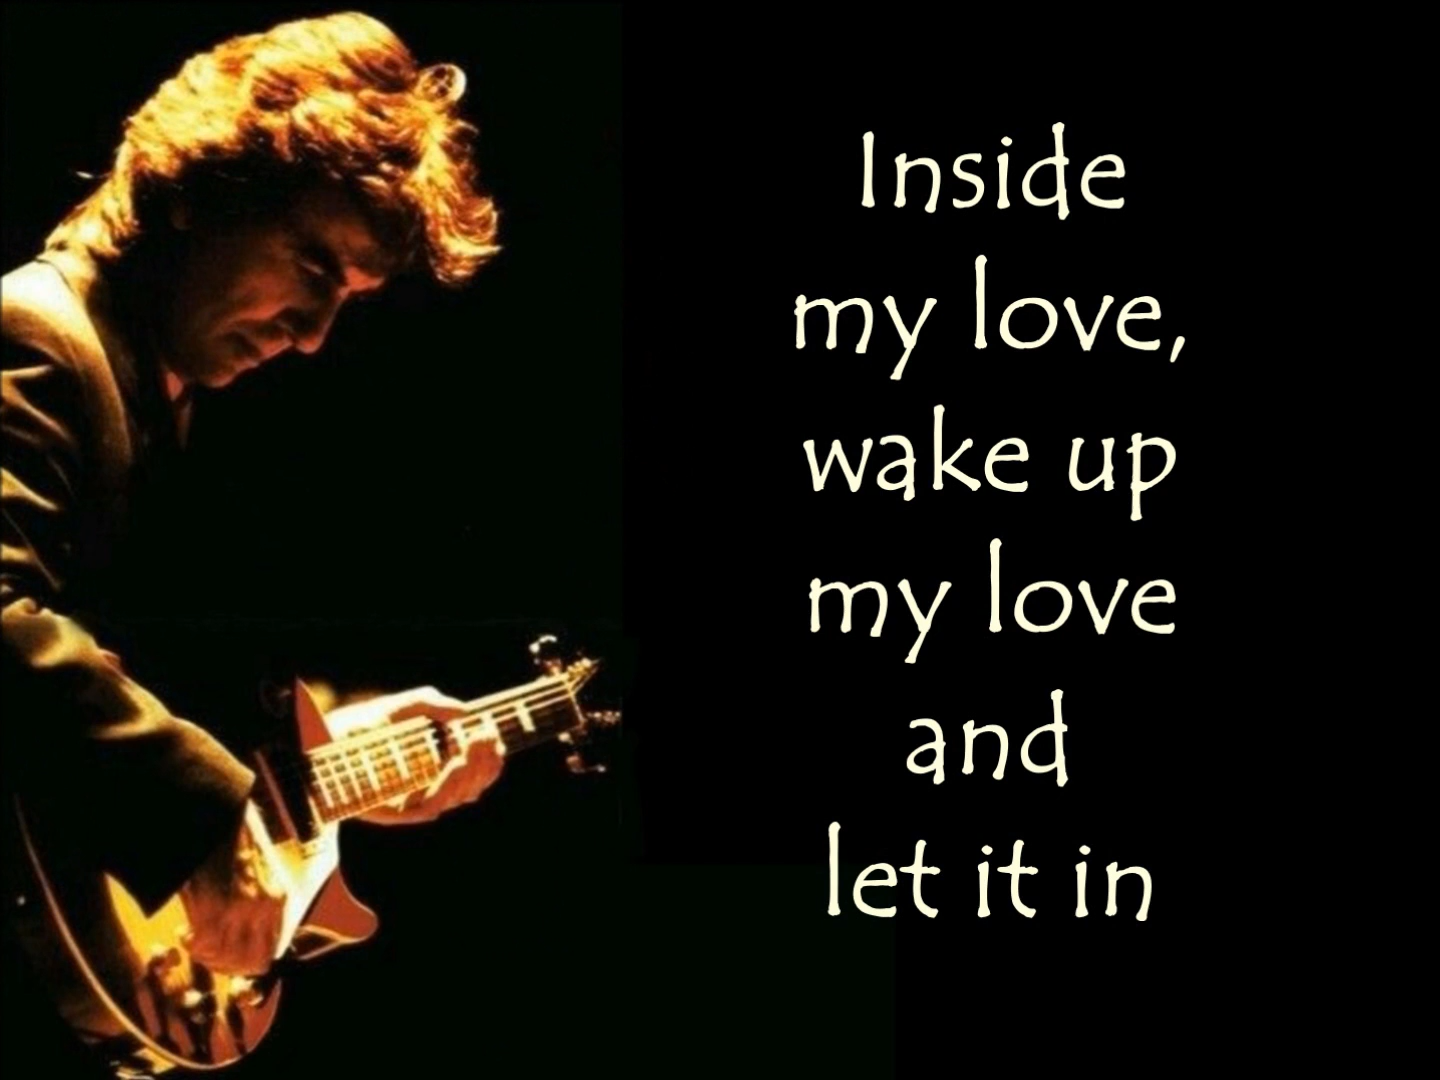 Inside
my love,
wake up
my love
and
let it in